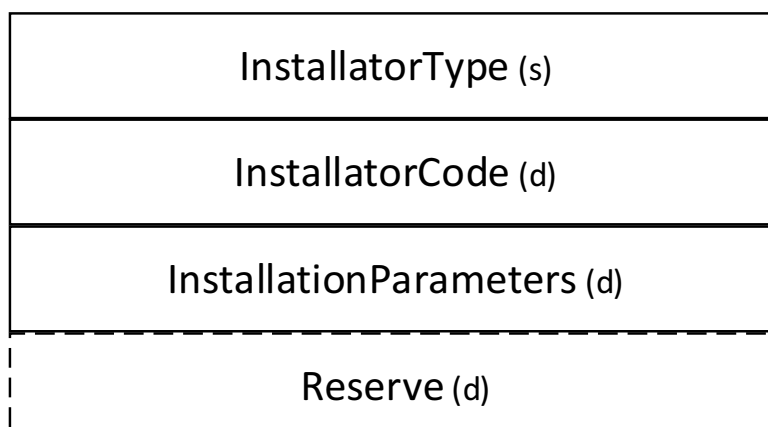 InstallatorType (s)
InstallatorCode (d)
InstallationParameters (d)
Reserve (d)